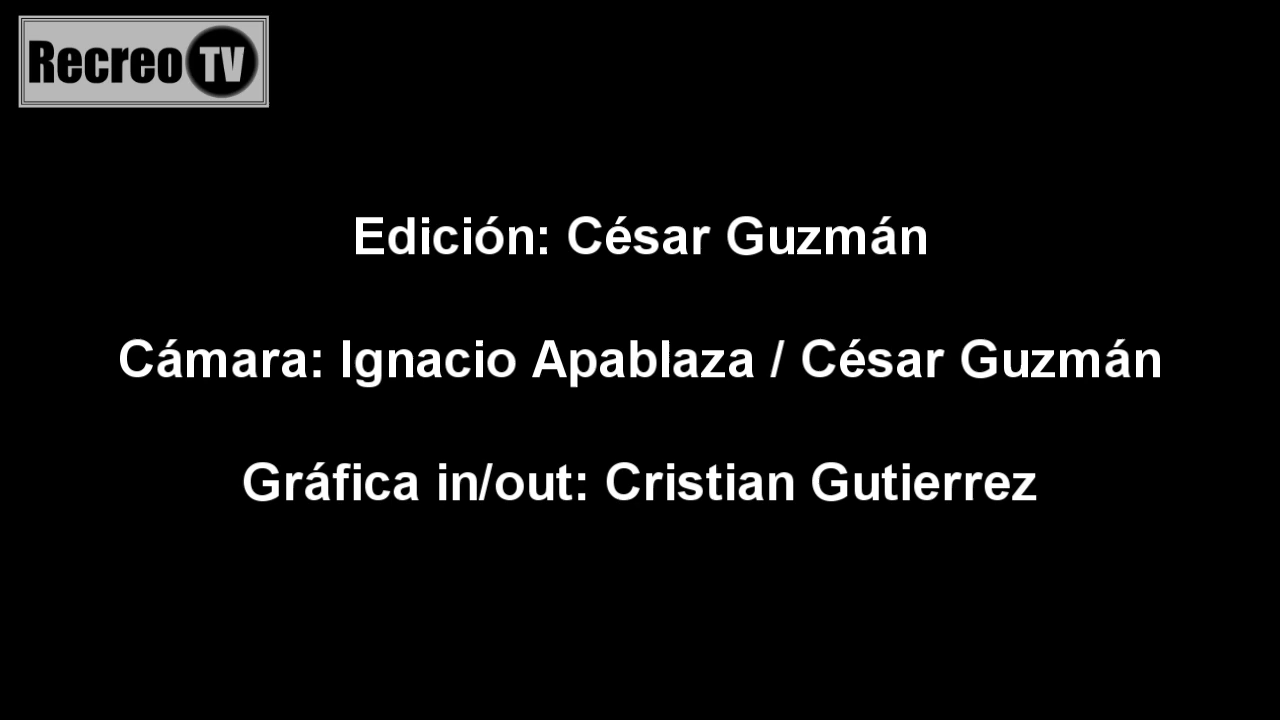 Recreo TV
Edición: César Guzmán
Cámara: Ignacio Apablaza / César Guzmán
Gráfica in/out: Cristian Gutierrez